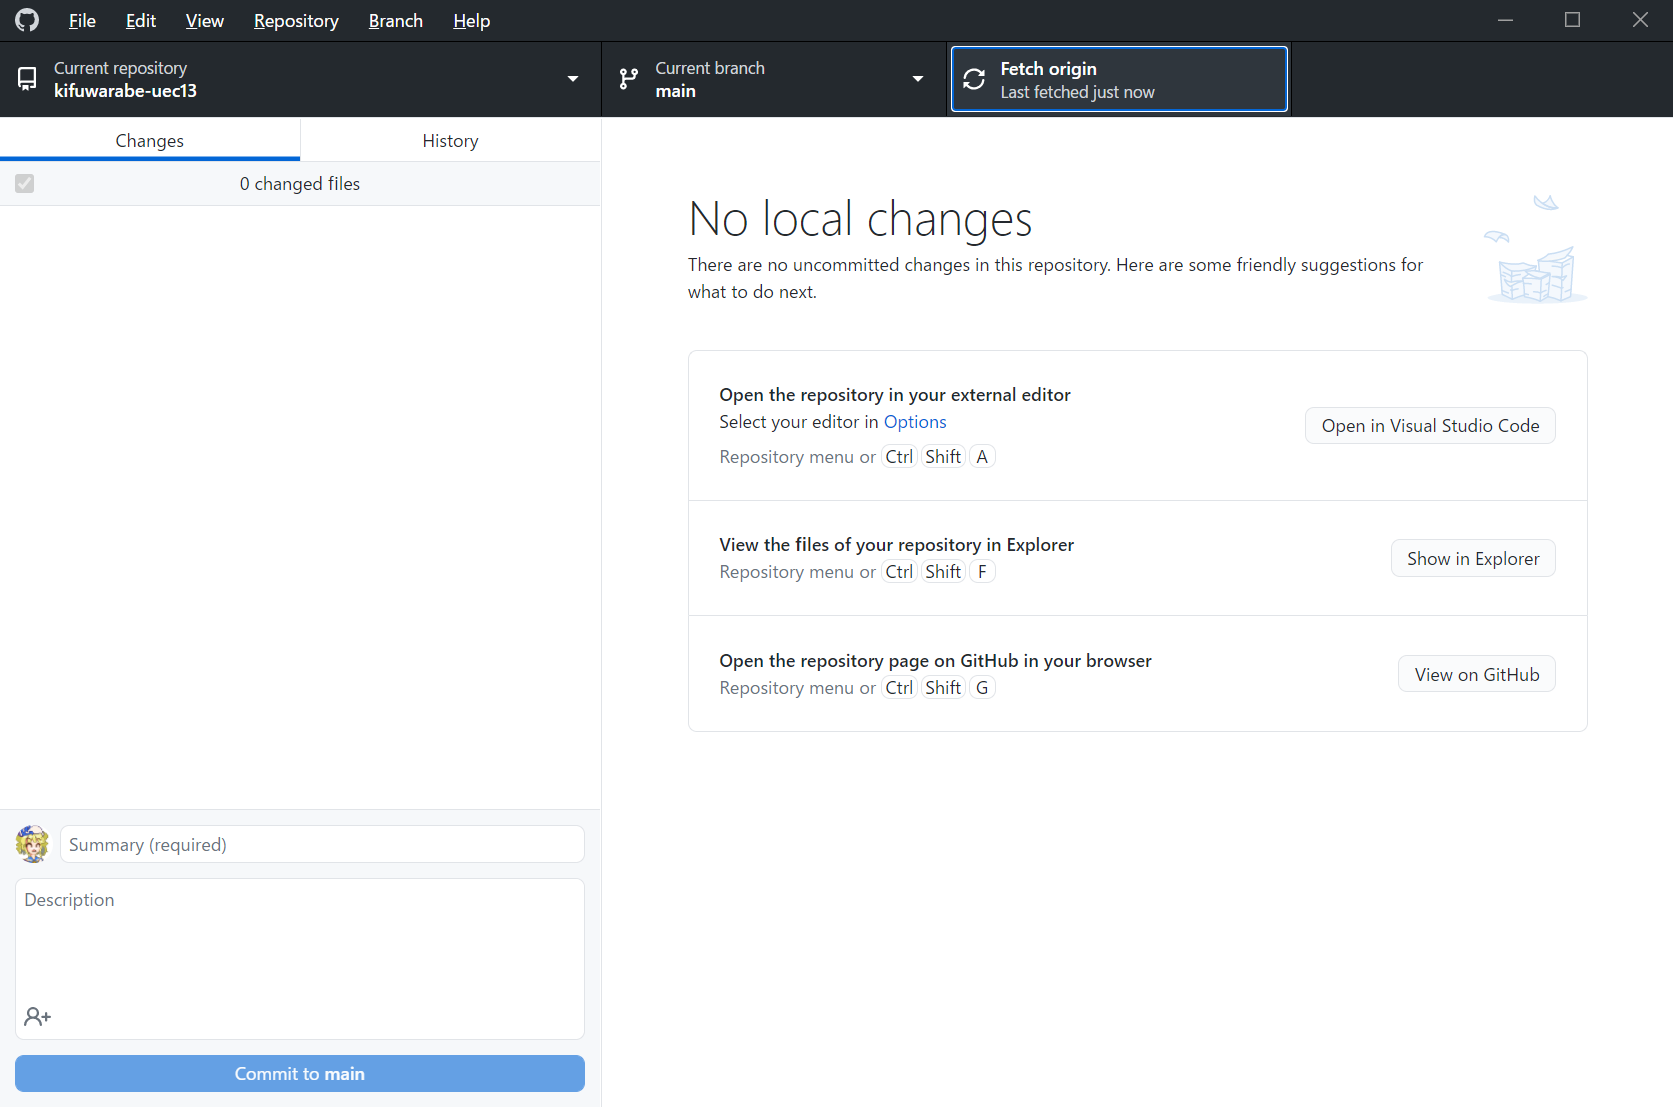 File Edit View Repository Branch Help
Current repository
kifuwarabe-uec13
Current branch
main
Fetch origin
Last fetched just now
Changes
History
0 changed files
No local changes
There are no uncommitted changes in this repository. Here are some friendly suggestions for
what to do next.
Open the repository in your external editor
Select your editor in Options
Repository menu or Ctrl Shift A
Open in Visual Studio Code
View the files of your repository in Explorer
Repository menu or Ctrl Shift F
Show in Explorer
Open the repository page on GitHub in your browser
Repository menu or Ctrl Shift G
View on GitHub
Summary (required)
Description
Commit to main